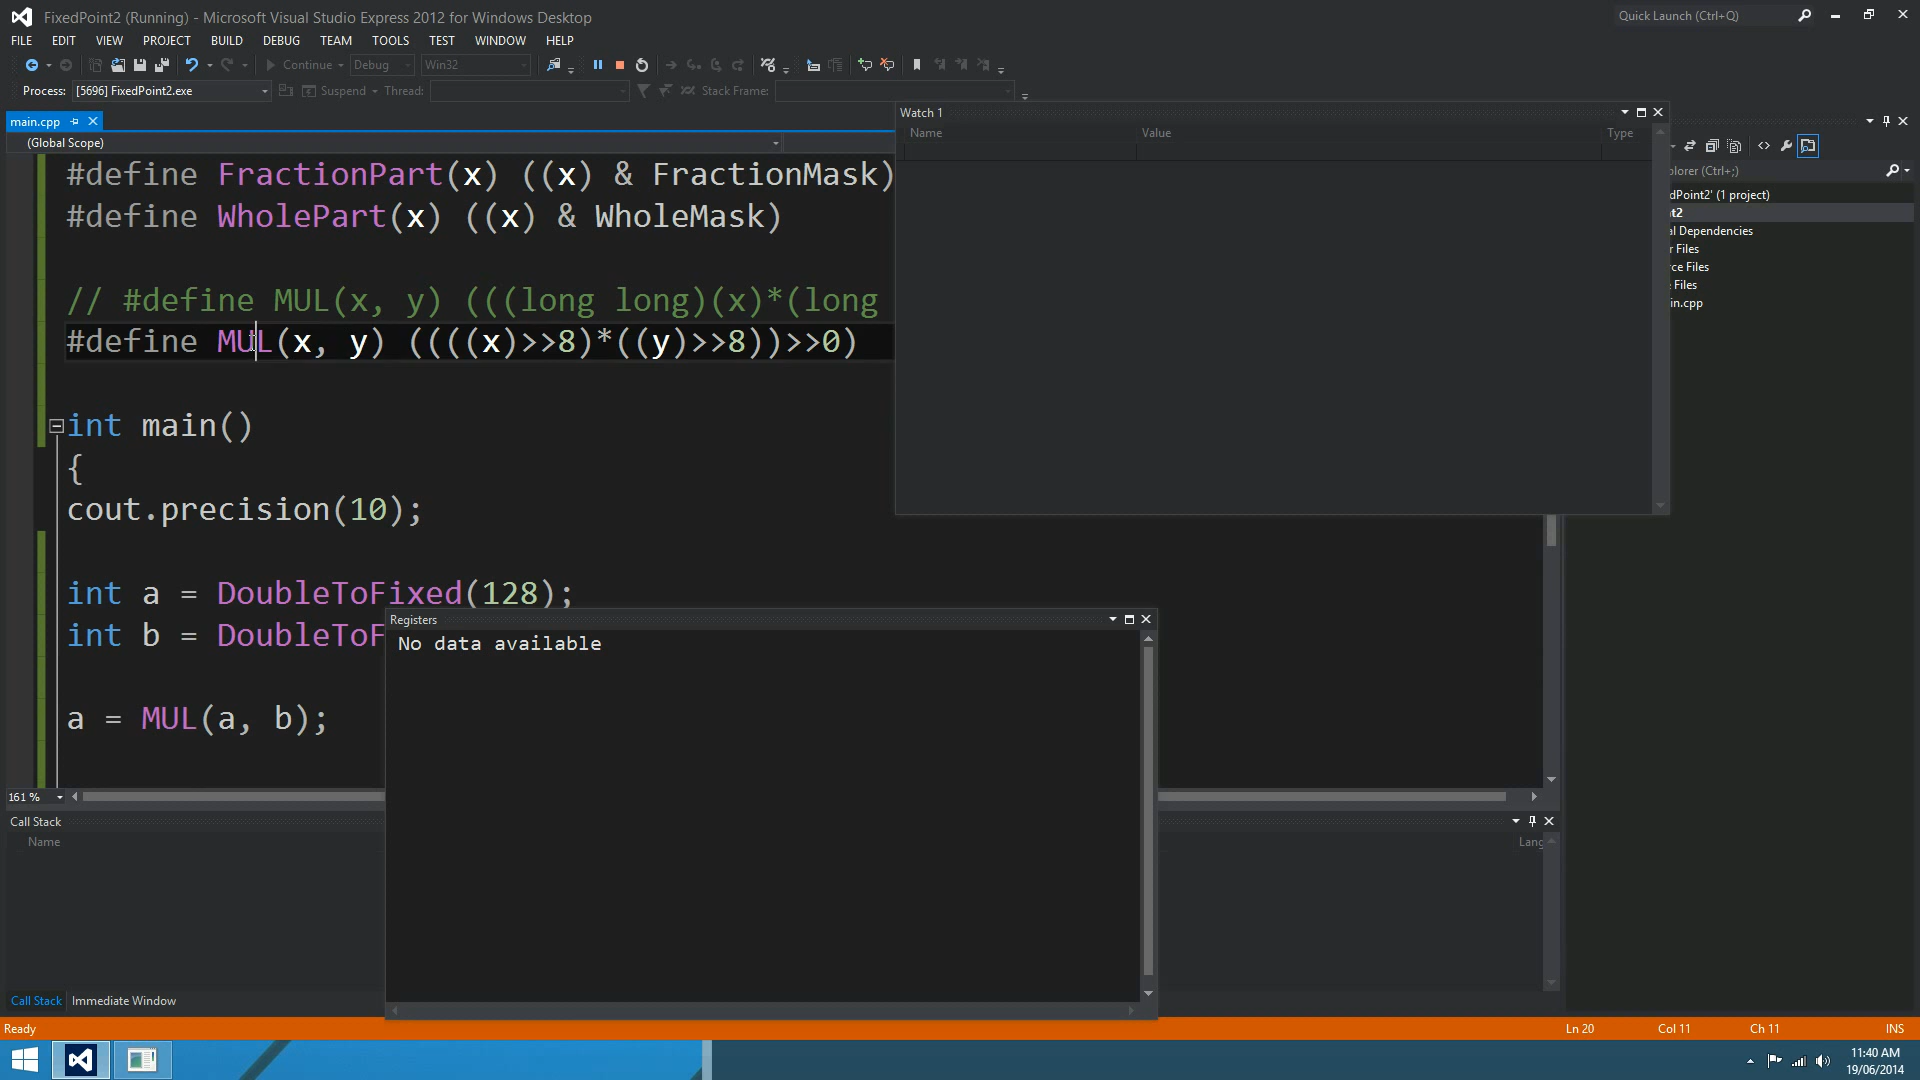 FixedPoint2 (Running) - Microsoft Visual Studio Express 2012 for Windows Desktop
Quick Launch (Ctrl+Q)
FILE EDIT VIEW PROJECT BUILD DEBUG TEAM TOOLS TEST WINDOW HELP
Continue Debug Win32
Process: [5696] FixedPoint2.exe Suspend Thread: Stack Frame:
main.cpp
(Global Scope)
#define FractionPart(x) ((x) & FractionMask)
#define WholePart(x) ((x) & WholeMask)
// #define MUL(x, y) (((long long)(x)*(long
#define MUL(x, y) ((((x)>>8)*((y)>>8))>>0)
int main()
{
cout.precision(10);
int a = DoubleToFixed(128);
int b = DoubleToF
a = MUL(a, b);
161 %
Watch 1
Name Value Type
plorer (Ctrl+;)
dPoint2' (1 project)
t2
al Dependencies
r Files
rce Files
Files
in.cpp
Registers
No data available
Call Stack
Name Lang
Call Stack Immediate Window
Ready Ln 20 Col 11 Ch 11 INS
11:40 AM
19/06/2014